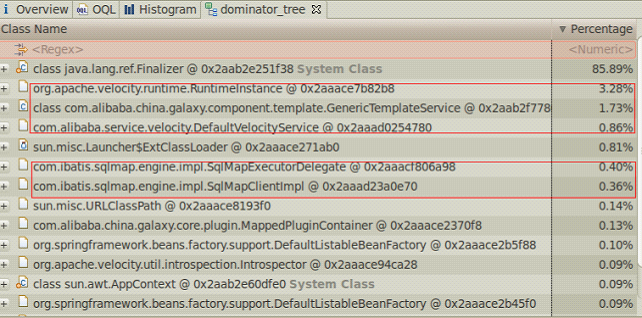 i Overview OQL Histogram dominator_tree
Class Name Percentage
<Regex> <Numeric>
class java.lang.ref.Finalizer @ 0x2aab2e251f38 System Class 85.89%
org.apache.velocity.runtime.RuntimeInstance @ 0x2aaace7b82b8 3.28%
class com.alibaba.china.galaxy.component.template.GenericTemplateService @ 0x2aab2f778 1.73%
com.alibaba.service.velocity.DefaultVelocityService @ 0x2aaad0254780 0.86%
sun.misc.Launcher$ExtClassLoader @ 0x2aaace271ab0 0.81%
com.ibatis.sqlmap.engine.impl.SqlMapExecutorDelegate @ 0x2aaacf806a98 0.40%
com.ibatis.sqlmap.engine.impl.SqlMapClientImpl @ 0x2aaad23a0e70 0.36%
sun.misc.URLClassPath @ 0x2aaace8193f0 0.14%
com.alibaba.china.galaxy.core.plugin.MappedPluginContainer @ 0x2aaace2370f8 0.13%
org.springframework.beans.factory.support.DefaultListableBeanFactory @ 0x2aaace2b5f88 0.10%
org.apache.velocity.util.introspection.Introspector @ 0x2aaace94ca28 0.09%
class sun.awt.AppContext @ 0x2aab2e60dfe0 System Class 0.09%
org.springframework.beans.factory.support.DefaultListableBeanFactory @ 0x2aaace2b45f0 0.09%